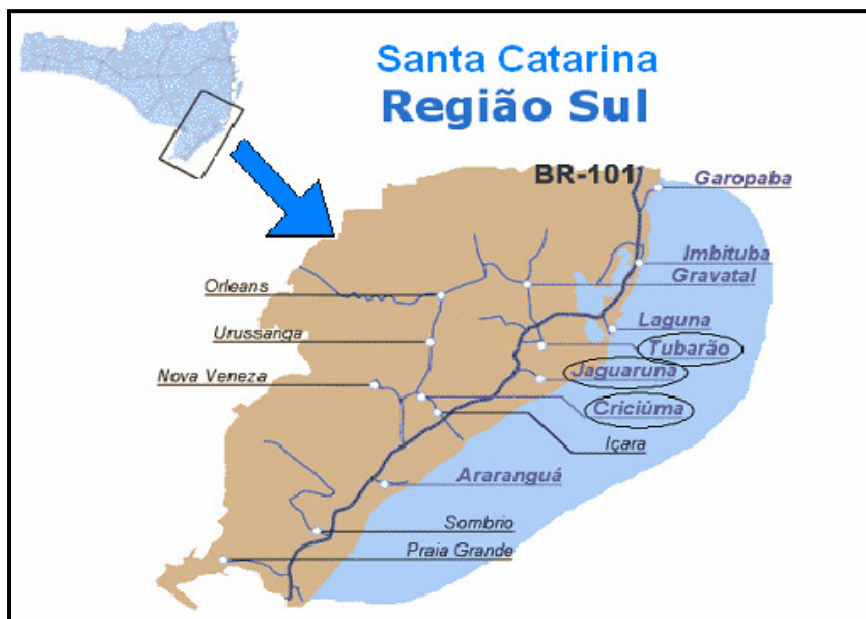 Santa Catarina
Região Sul
BR-101
Garopaba
Imbituba
Gravatal
Orleans
Laguna
Urussanga
Tubarão
Jaguaruna
Nova Veneza
Criciúma
Içara
Araranguá
Sombrio
Praia Grande